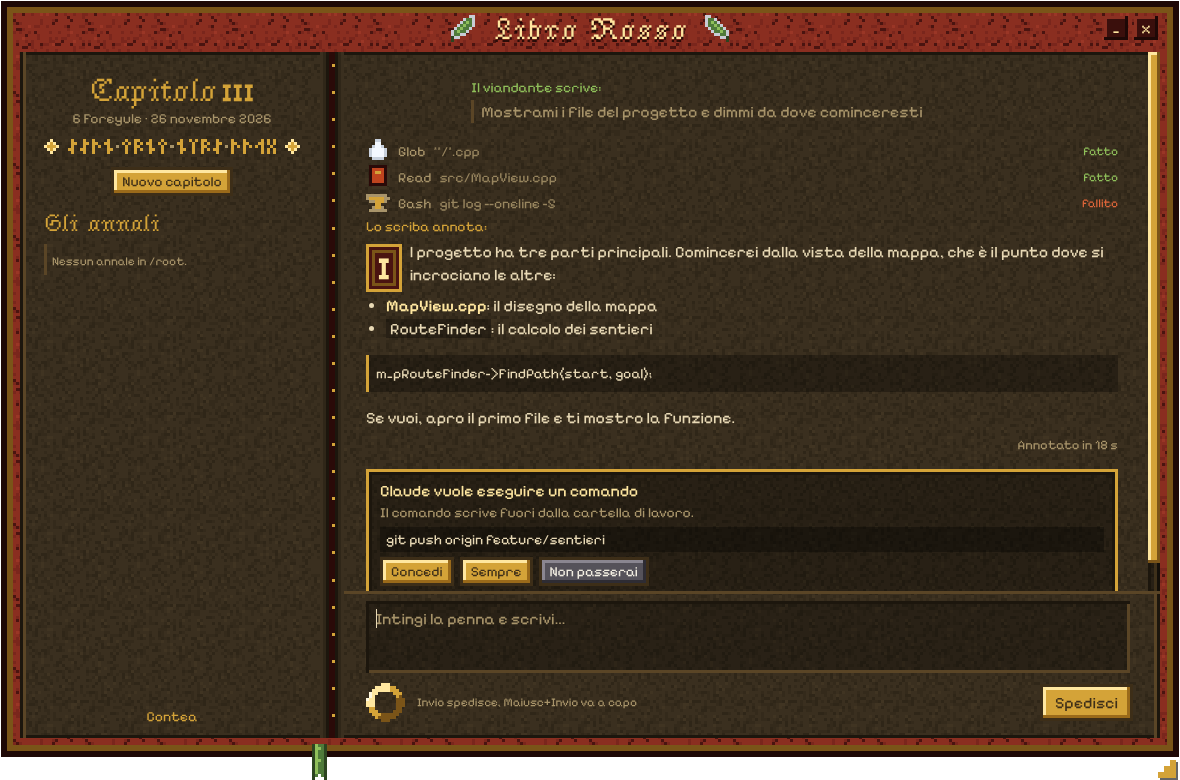 Libro Rosso
Capitolo III
6 Foreyule · 26 novembre 2026
Nuovo capitolo
Gli annali
Nessun annale in /root.
Contea
Il viandante scrive:
Mostrami i file del progetto e dimmi da dove cominceresti
Glob **/*.cpp
Fatto
Read src/MapView.cpp
Fatto
Bash git log --oneline -5
Fallito
Lo scriba annota:
I
l progetto ha tre parti principali. Comincerei dalla vista della mappa, che è il punto dove si
incrociano le altre:
• MapView.cpp: il disegno della mappa
• RouteFinder : il calcolo dei sentieri
m_pRouteFinder->FindPath(start, goal);
Se vuoi, apro il primo file e ti mostro la funzione.
Annotato in 18 s
Claude vuole eseguire un comando
Il comando scrive fuori dalla cartella di lavoro.
git push origin feature/sentieri
Concedi
Sempre
Non passerai
Intingi la penna e scrivi...
Invio spedisce. Maiusc+Invio va a capo
Spedisci